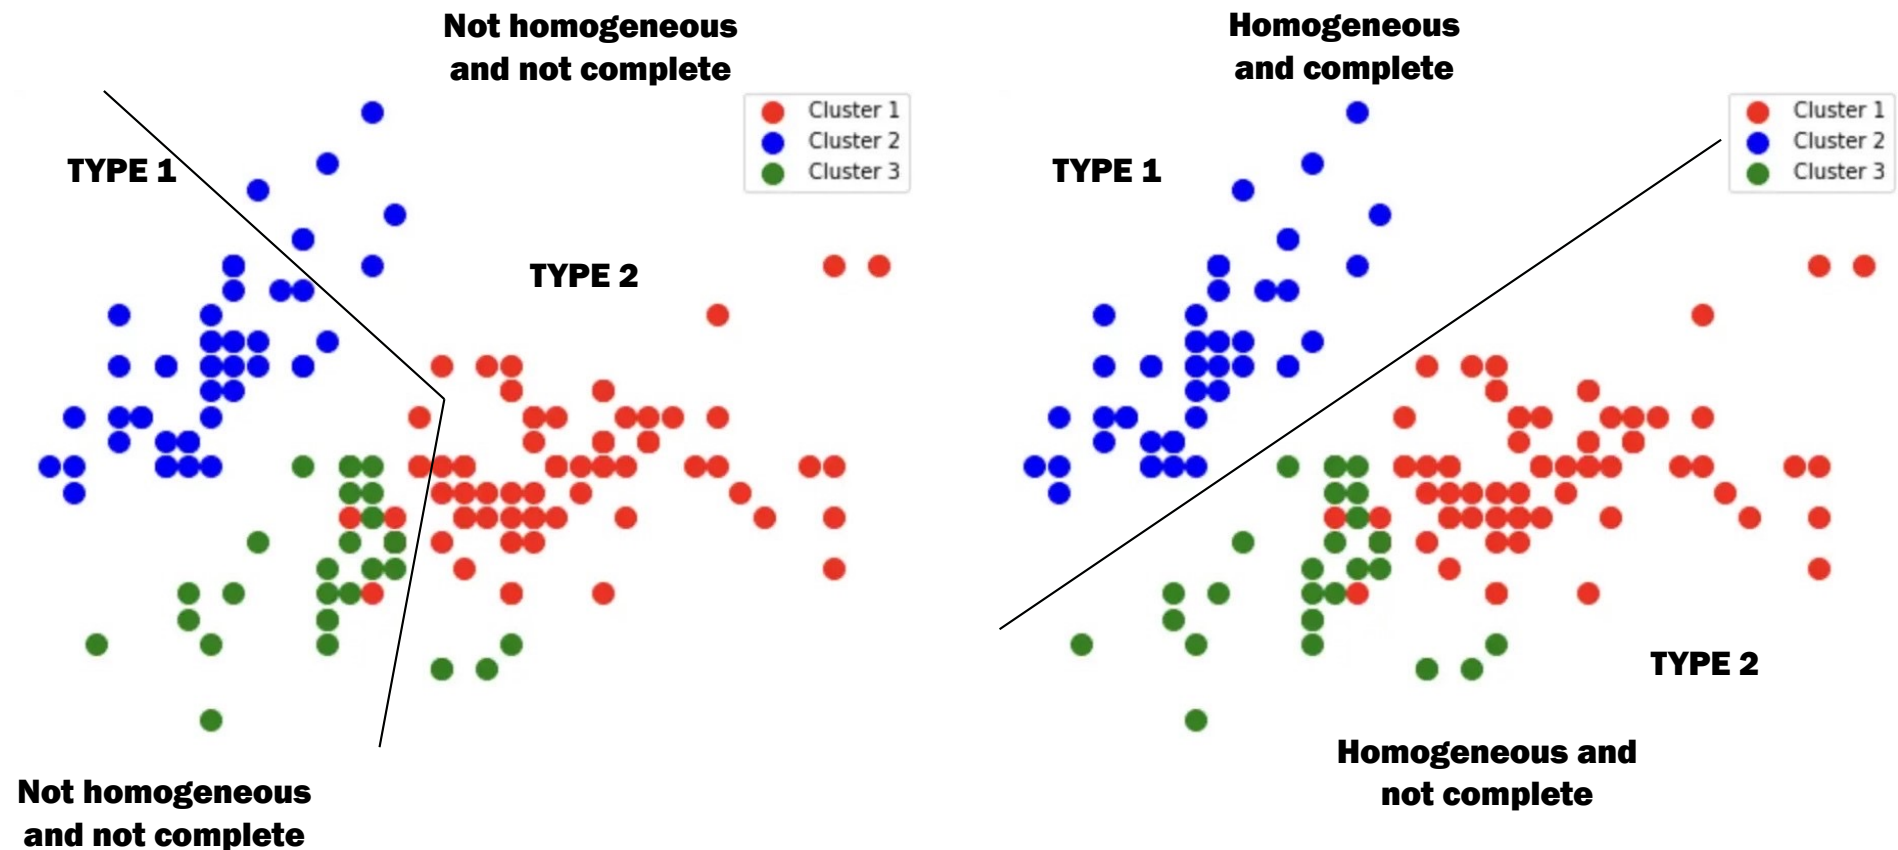 Not homogeneous
and not complete
Cluster 1
Cluster 2
Cluster 3
TYPE 1
TYPE 2
Not homogeneous
and not complete
Homogeneous
and complete
Cluster 1
Cluster 2
Cluster 3
TYPE 1
TYPE 2
Homogeneous and
not complete